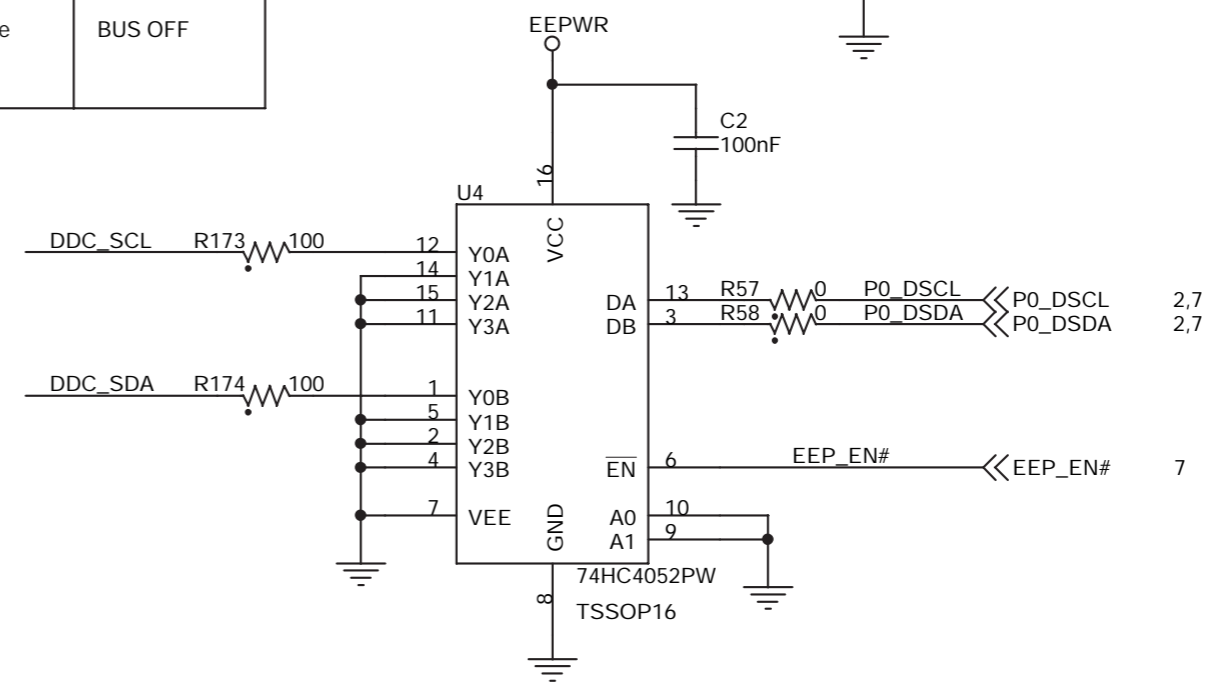 e
BUS OFF
EEPWR
C2
100nF
16
U4
VCC
DDC_SCL R173 100 12 Y0A
14 Y1A
15 Y2A
11 Y3A
DA 13 R57 0 P0_DSCL P0_DSCL 2,7
DB 3 R58 0 P0_DSDA P0_DSDA 2,7
DDC_SDA R174 100 1 Y0B
5 Y1B
2 Y2B
4 Y3B
EN 6 EEP_EN# EEP_EN# 7
7 VEE
GND
A0 10
A1 9
74HC4052PW
8
TSSOP16